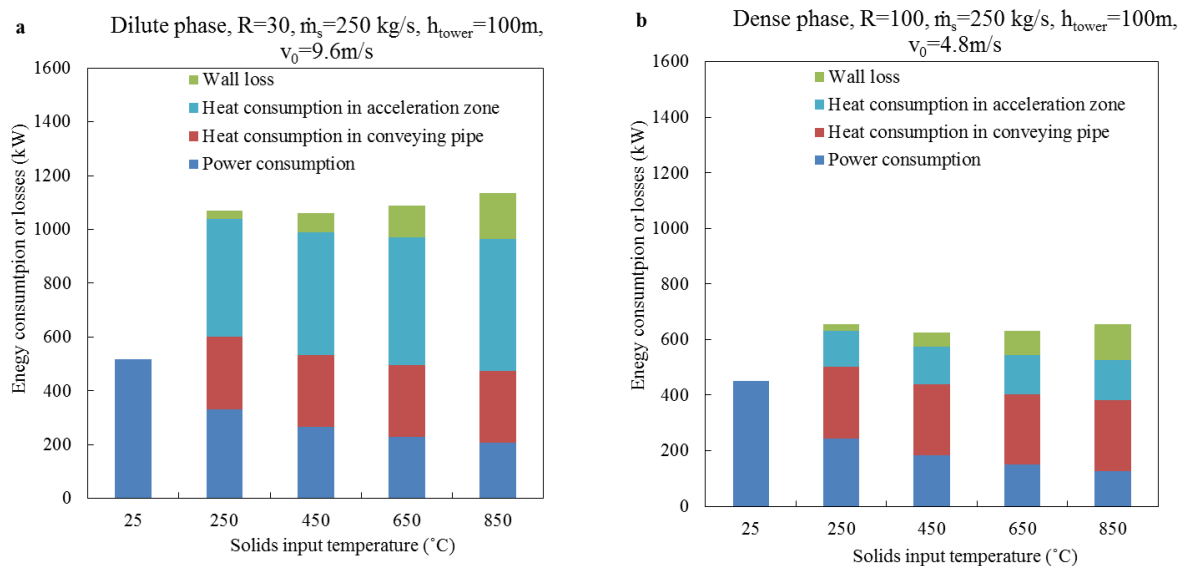 a
Dilute phase, R=30, ṁs=250 kg/s, htower=100m,
v0=9.6m/s
Enegy consumtpion or losses (kW)
1600
1400
1200
1000
800
600
400
200
0
Wall loss
Heat consumption in acceleration zone
Heat consumption in conveying pipe
Power consumption
25 250 450 650 850
Solids input temperature (˚C)
b
Dense phase, R=100, ṁs=250 kg/s, htower=100m,
v0=4.8m/s
Enegy consumtpion or losses (kW)
1600
1400
1200
1000
800
600
400
200
0
Wall loss
Heat consumption in acceleration zone
Heat consumption in conveying pipe
Power consumption
25 250 450 650 850
Solids input temperature (˚C)